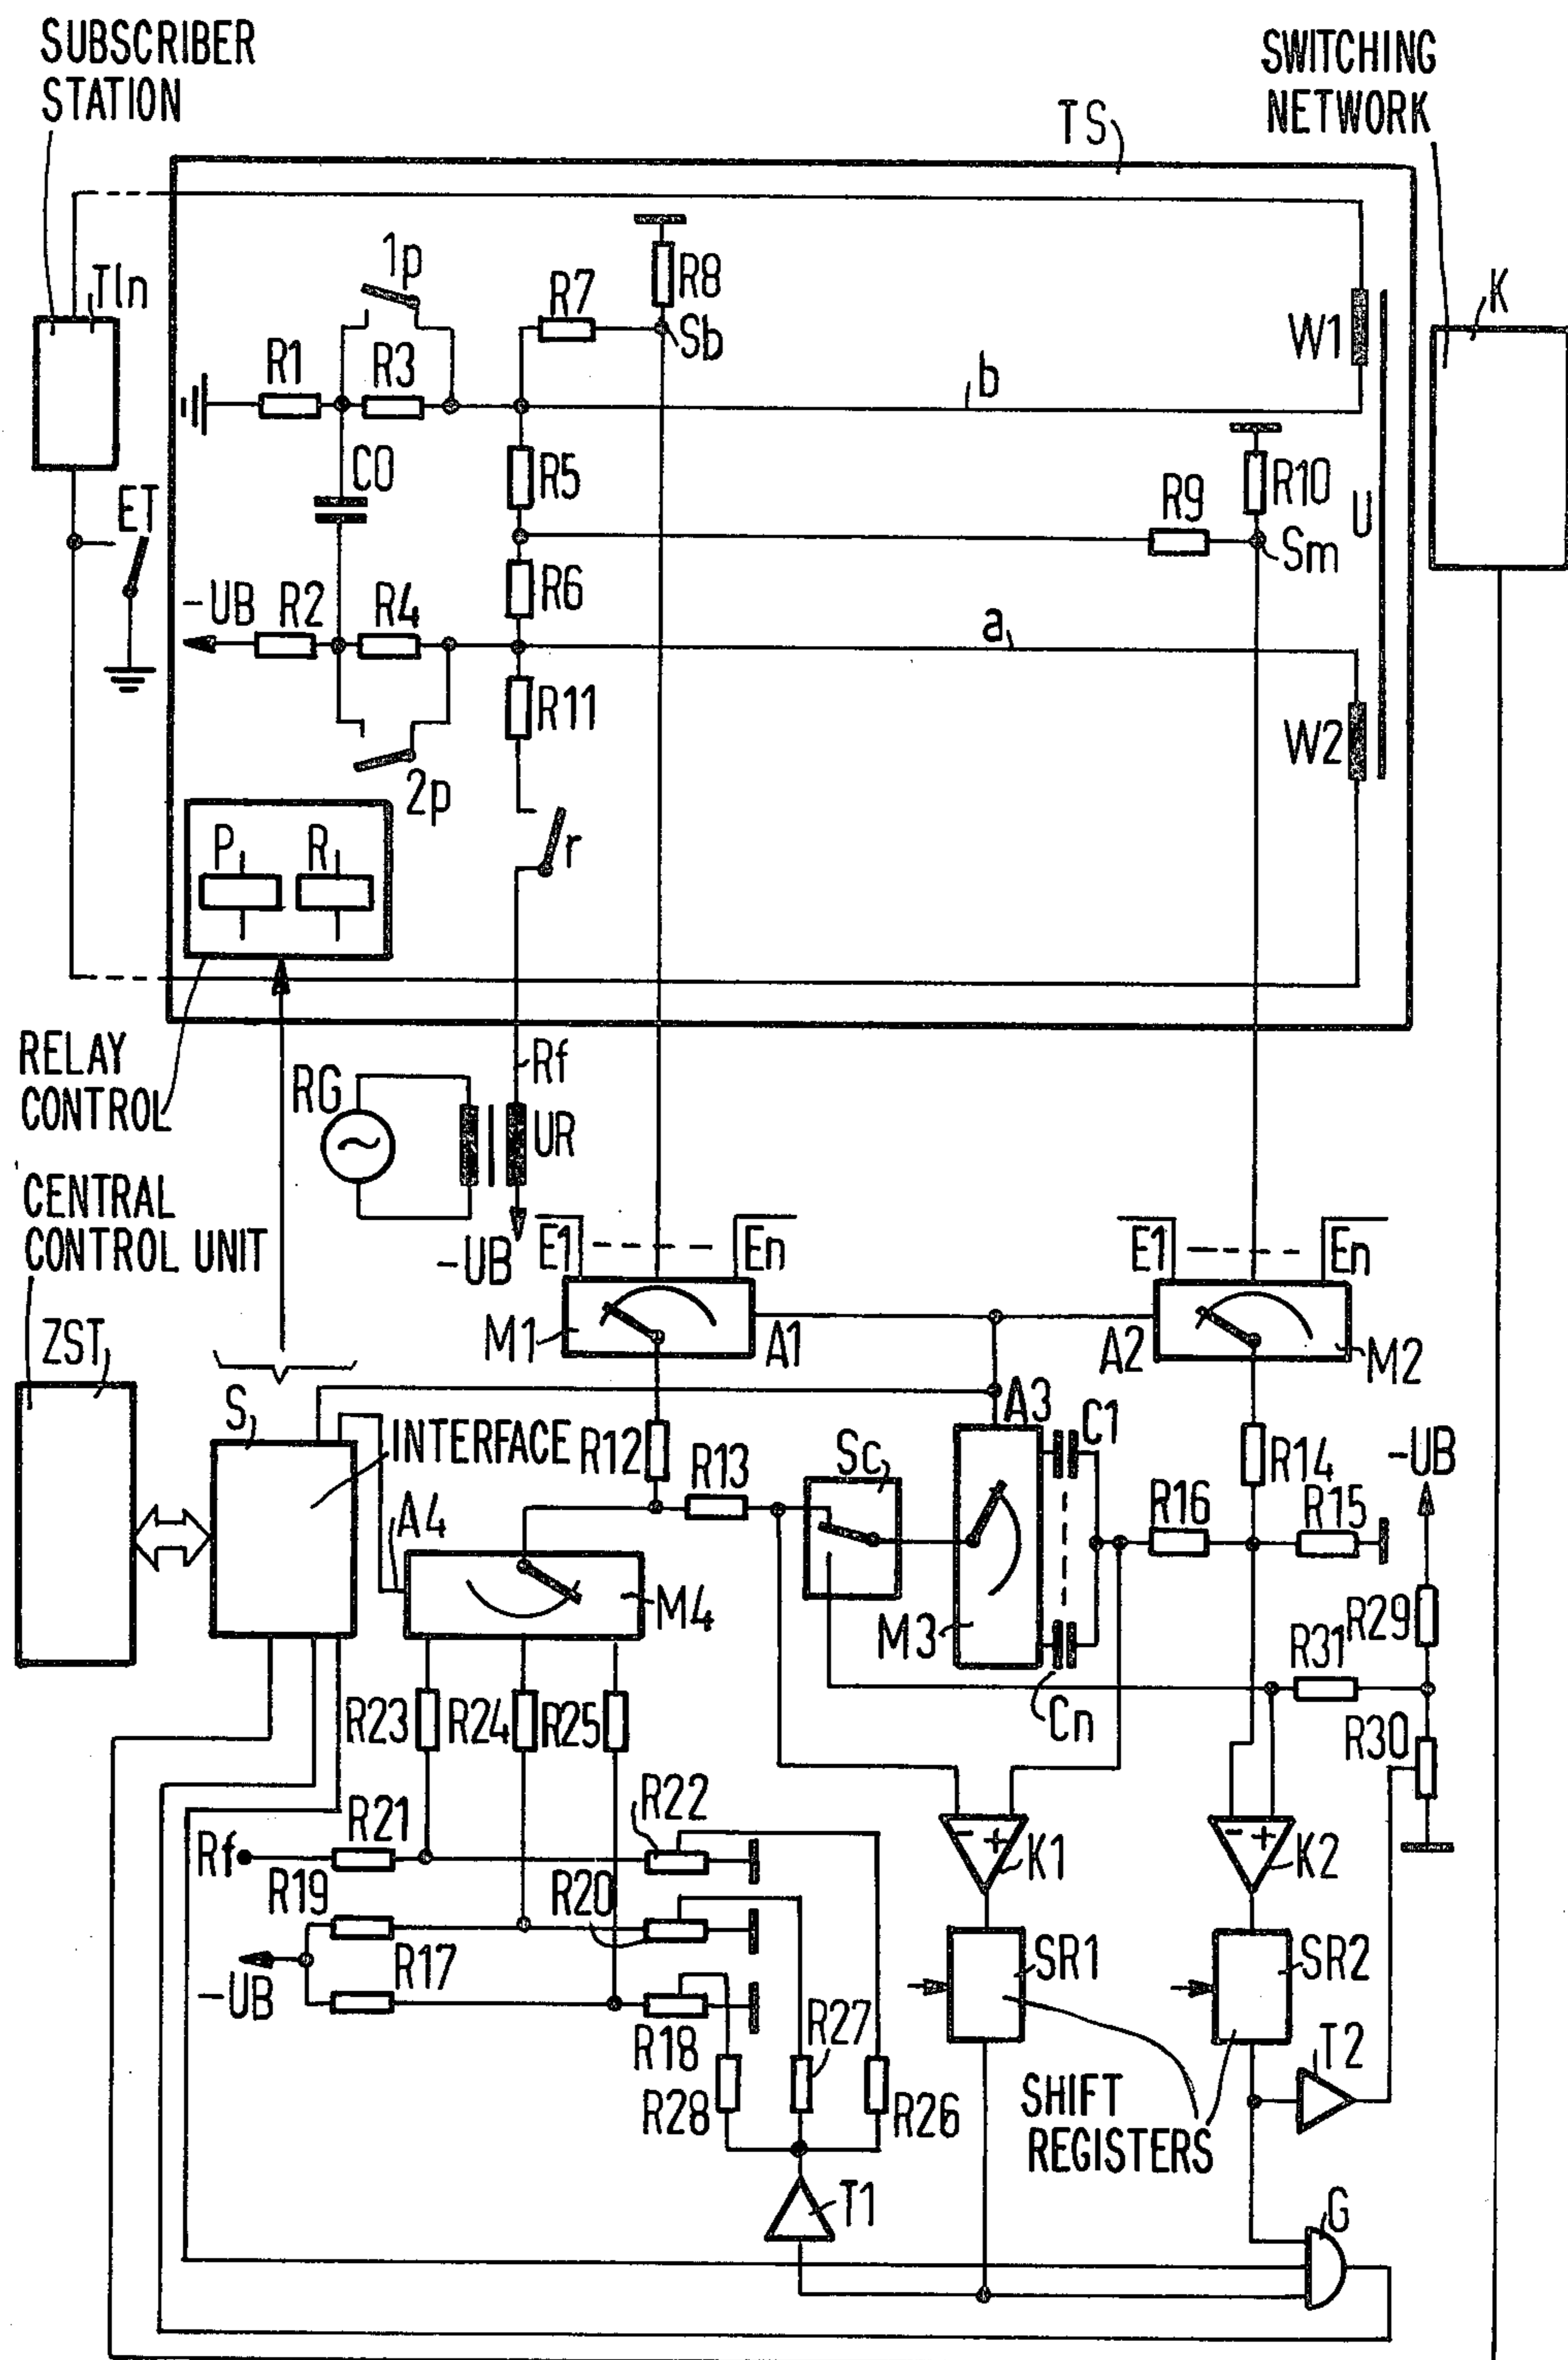 SUBSCRIBER
STATION
SWITCHING
NETWORK
TS
Tln
K
1p
R7
R8
Sb
R1
R3
W1
b
C0
R5
R10
R9
U
ET
Sm
R6
-UB
R2
R4
a
R11
W2
2p
r
P
R
RELAY
CONTROL
Rf
RG
UR
-UB
CENTRAL
CONTROL UNIT
E1
En
E1
En
M1
A1
A2
M2
ZST
S
INTERFACE
A3
C1
R12
R13
Sc
R14
-UB
R16
R15
A4
M4
M3
R29
R31
Cn
R23
R24
R25
R30
R22
R21
Rf
K1
K2
R19
R20
-UB
R17
SR1
SR2
R18
R27
T2
R28
R26
SHIFT
REGISTERS
T1
G